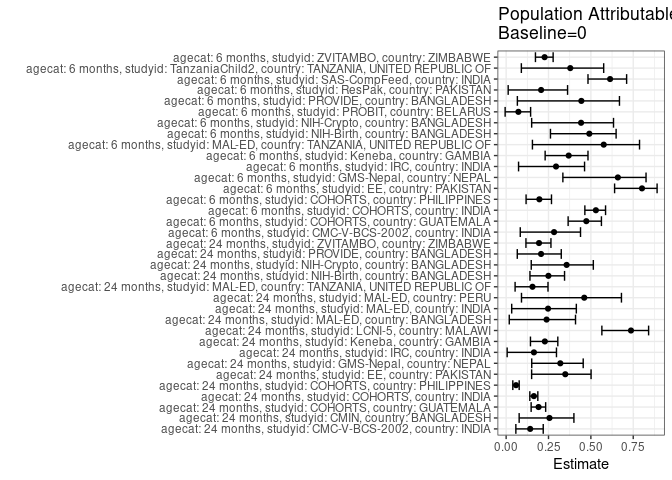 Population Attributable
Baseline=0
agecat: 6 months, studyid: ZVITAMBO, country: ZIMBABWE
agecat: 6 months, studyid: TanzaniaChild2, country: TANZANIA, UNITED REPUBLIC OF
agecat: 6 months, studyid: SAS-CompFeed, country: INDIA
agecat: 6 months, studyid: ResPak, country: PAKISTAN
agecat: 6 months, studyid: PROVIDE, country: BANGLADESH
agecat: 6 months, studyid: PROBIT, country: BELARUS
agecat: 6 months, studyid: NIH-Crypto, country: BANGLADESH
agecat: 6 months, studyid: NIH-Birth, country: BANGLADESH
agecat: 6 months, studyid: MAL-ED, country: TANZANIA, UNITED REPUBLIC OF
agecat: 6 months, studyid: Keneba, country: GAMBIA
agecat: 6 months, studyid: IRC, country: INDIA
agecat: 6 months, studyid: GMS-Nepal, country: NEPAL
agecat: 6 months, studyid: EE, country: PAKISTAN
agecat: 6 months, studyid: COHORTS, country: PHILIPPINES
agecat: 6 months, studyid: COHORTS, country: INDIA
agecat: 6 months, studyid: COHORTS, country: GUATEMALA
agecat: 6 months, studyid: CMC-V-BCS-2002, country: INDIA
agecat: 24 months, studyid: ZVITAMBO, country: ZIMBABWE
agecat: 24 months, studyid: PROVIDE, country: BANGLADESH
agecat: 24 months, studyid: NIH-Crypto, country: BANGLADESH
agecat: 24 months, studyid: NIH-Birth, country: BANGLADESH
agecat: 24 months, studyid: MAL-ED, country: TANZANIA, UNITED REPUBLIC OF
agecat: 24 months, studyid: MAL-ED, country: PERU
agecat: 24 months, studyid: MAL-ED, country: INDIA
agecat: 24 months, studyid: MAL-ED, country: BANGLADESH
agecat: 24 months, studyid: LCNI-5, country: MALAWI
agecat: 24 months, studyid: Keneba, country: GAMBIA
agecat: 24 months, studyid: IRC, country: INDIA
agecat: 24 months, studyid: GMS-Nepal, country: NEPAL
agecat: 24 months, studyid: EE, country: PAKISTAN
agecat: 24 months, studyid: COHORTS, country: PHILIPPINES
agecat: 24 months, studyid: COHORTS, country: INDIA
agecat: 24 months, studyid: COHORTS, country: GUATEMALA
agecat: 24 months, studyid: CMIN, country: BANGLADESH
agecat: 24 months, studyid: CMC-V-BCS-2002, country: INDIA
0.00 0.25 0.50 0.75
Estimate